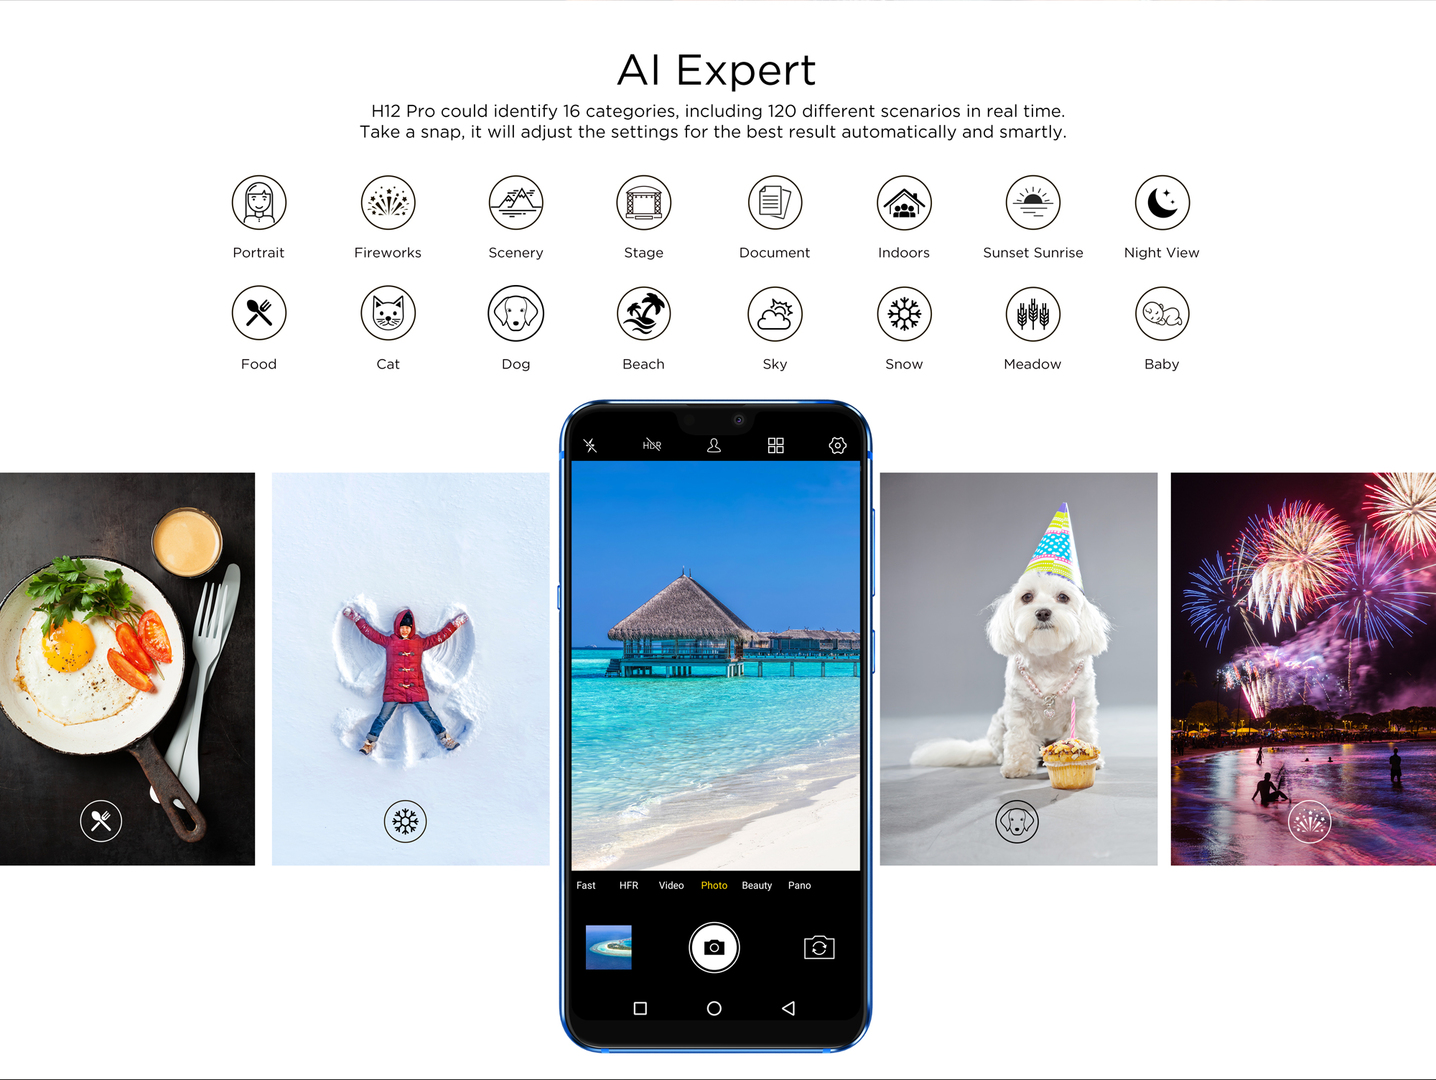 AI Expert
H12 Pro could identify 16 categories, including 120 different scenarios in real time.
Take a snap, it will adjust the settings for the best result automatically and smartly.
Portrait Fireworks Scenery Stage Document Indoors Sunset Sunrise Night View
Food Cat Dog Beach Sky Snow Meadow Baby
HDR
Fast HFR Video Photo Beauty Pano